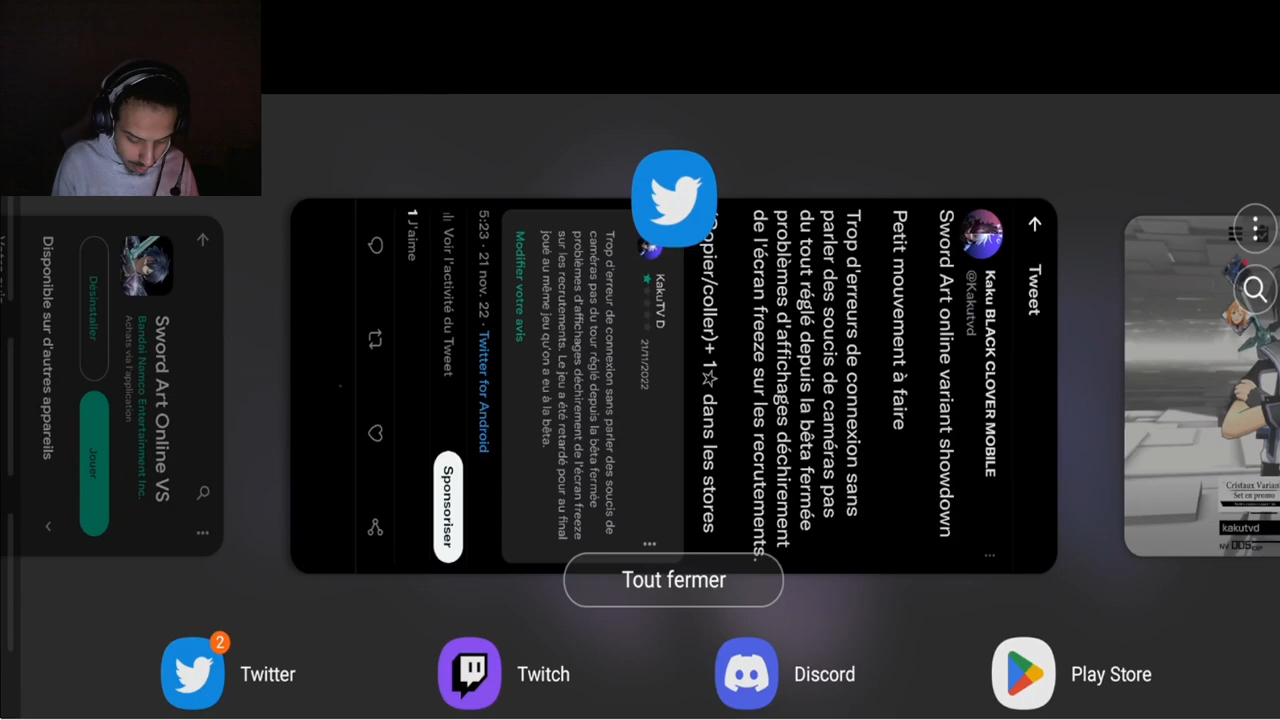 Sword Art Online VS
Bandai Namco Entertainment Inc.
Achats via l'application
Désinstaller
Jouer
Disponible sur d'autres appareils
Tweet
Kaku BLACK CLOVER MOBILE
@Kakutvd
Sword Art online variant showdown
Petit mouvement à faire
Trop d'erreurs de connexion sans
parler des soucis de caméras pas
du tout réglé depuis la bêta fermée
problèmes d'affichages déchirement
de l'écran freeze sur les recrutements.
(Copier/coller)+ 1☆ dans les stores
KakuTV D
21/11/2022
Trop d'erreur de connexion sans parler des soucis de
caméras pas du tour réglé depuis la bêta fermée
problèmes d'affichages déchirement de l'écran freeze
sur les recrutements. Le jeu a été retardé pour au final
joué au même jeu qu'on a eu à la bêta.
Modifier votre avis
5:23 · 21 nov. 22 · Twitter for Android
Voir l'activité du Tweet
Sponsoriser
1 J'aime
Cristaux Varian
Set en promo
kakutvd
Tout fermer
2
Twitter
Twitch
Discord
Play Store